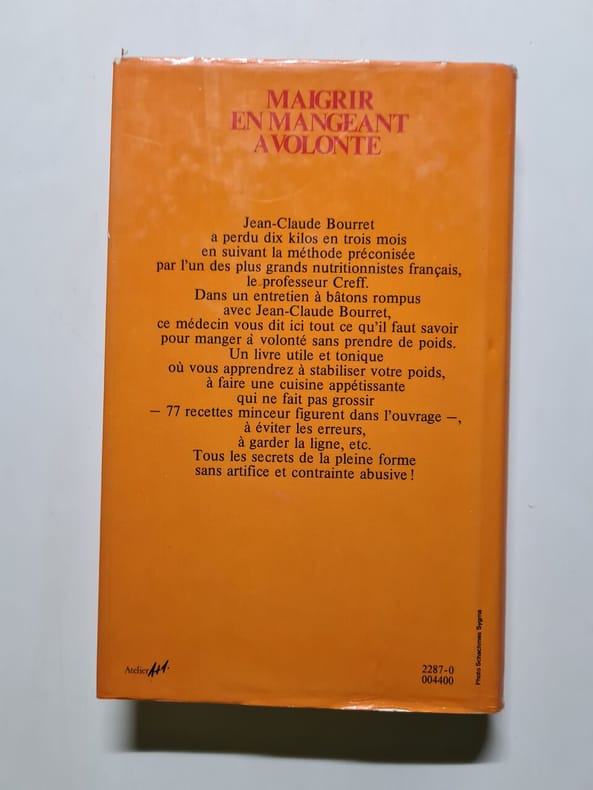 MAIGRIR
EN MANGEANT
A VOLONTE
Jean-Claude Bourret
a perdu dix kilos en trois mois
en suivant la méthode préconisée
par l'un des plus grands nutritionnistes français,
le professeur Creff.
Dans un entretien à bâtons rompus
avec Jean-Claude Bourret,
ce médecin vous dit ici tout ce qu'il faut savoir
pour manger à volonté sans prendre de poids.
Un livre utile et tonique
où vous apprendrez à stabiliser votre poids,
à faire une cuisine appétissante
qui ne fait pas grossir
— 77 recettes minceur figurent dans l'ouvrage —,
à éviter les erreurs,
à garder la ligne, etc.
Tous les secrets de la pleine forme
sans artifice et contrainte abusive !
Atelier A+A.
2287-0
004400
Photo Schachmes Sygma